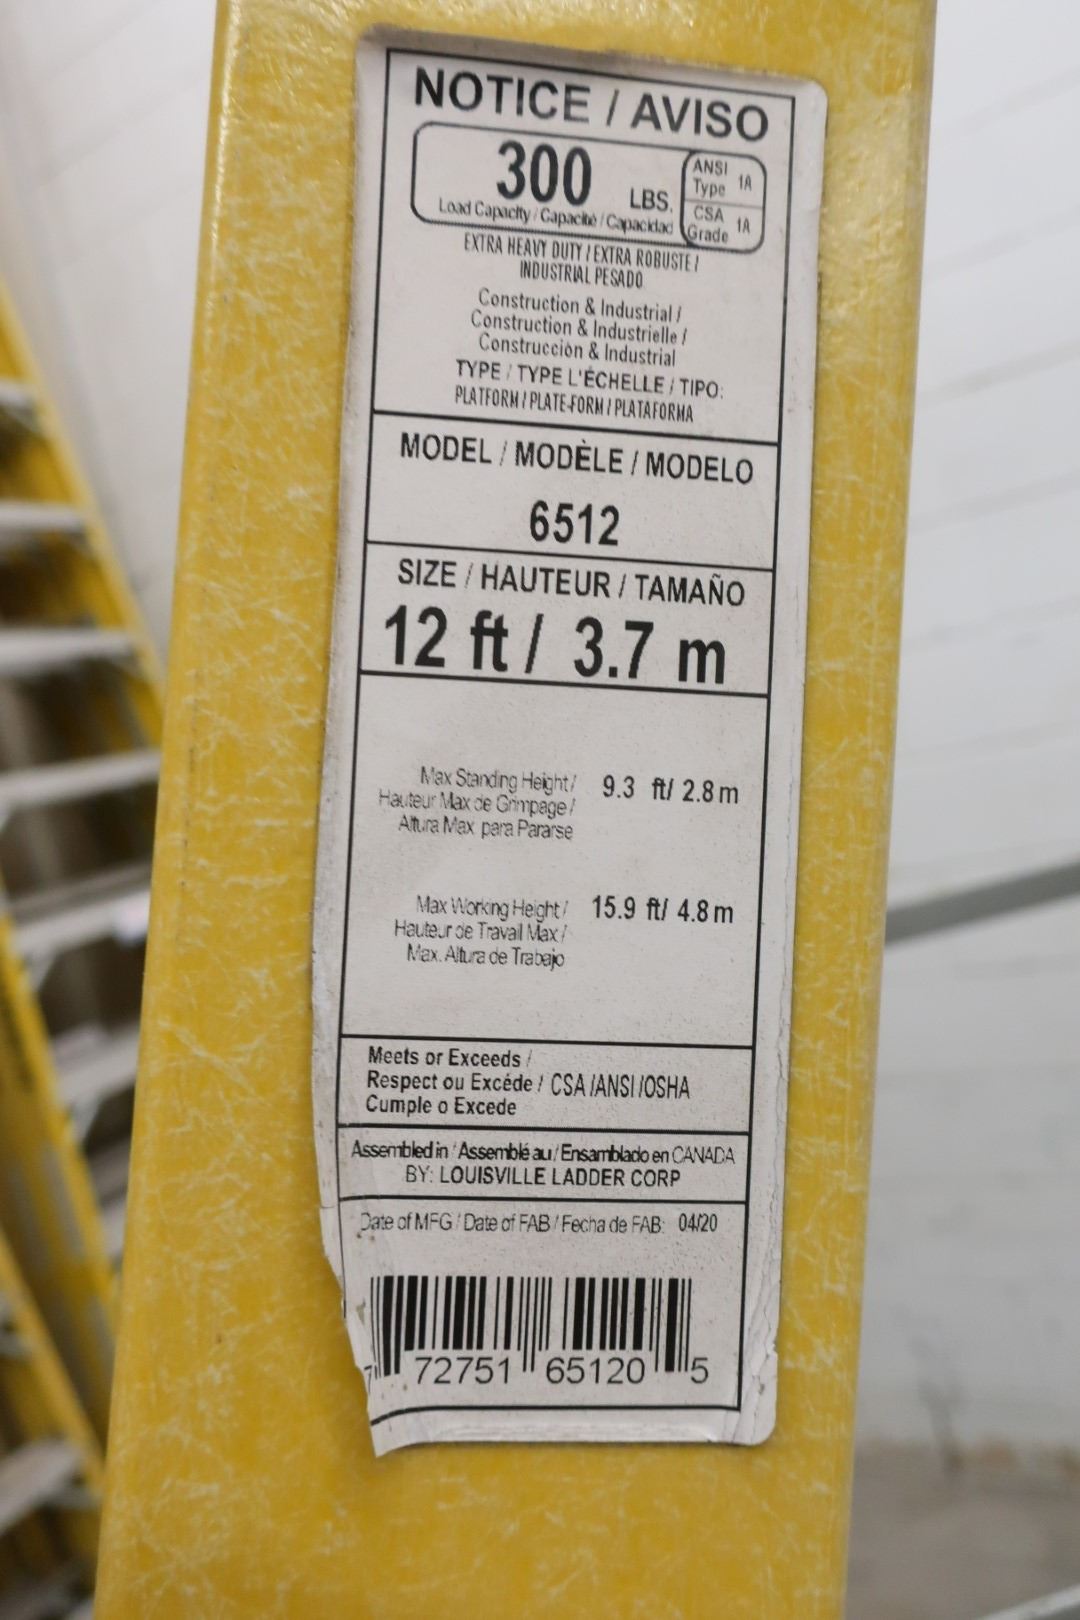 NOTICE / AVISO
300 LBS.
Load Capacity / Capacité / Capacidad
ANSI Type 1A
CSA Grade 1A
EXTRA HEAVY DUTY / EXTRA ROBUSTE /
INDUSTRIAL PESADO
Construction & Industrial /
Construction & Industrielle /
Construcción & Industrial
TYPE / TYPE L'ÉCHELLE / TIPO:
PLATFORM / PLATE-FORM / PLATAFORMA
MODEL / MODÈLE / MODELO
6512
SIZE / HAUTEUR / TAMAÑO
12 ft / 3.7 m
Max Standing Height / 9.3 ft/ 2.8 m
Hauteur Max de Grimpage /
Altura Max para Pararse
Max Working Height / 15.9 ft/ 4.8 m
Hauteur de Travail Max /
Max. Altura de Trabajo
Meets or Exceeds /
Respect ou Excéde / CSA /ANSI /OSHA
Cumple o Excede
Assembled in / Assemblé au / Ensamblado en CANADA
BY: LOUISVILLE LADDER CORP
Date of MFG / Date of FAB / Fecha de FAB: 04/20
7 72751 65120 5